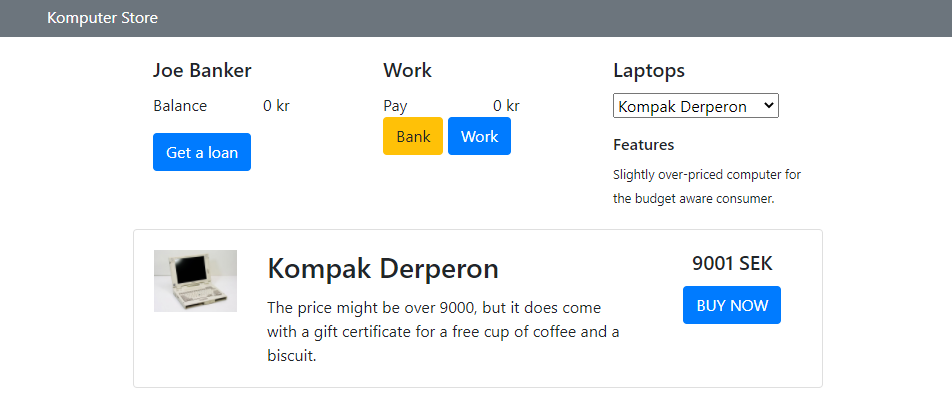 Komputer Store
Joe Banker
Balance 0 kr
Get a loan
Work
Pay 0 kr
Bank Work
Laptops
Kompak Derperon
Features
Slightly over-priced computer for
the budget aware consumer.
Kompak Derperon
The price might be over 9000, but it does come
with a gift certificate for a free cup of coffee and a
biscuit.
9001 SEK
BUY NOW